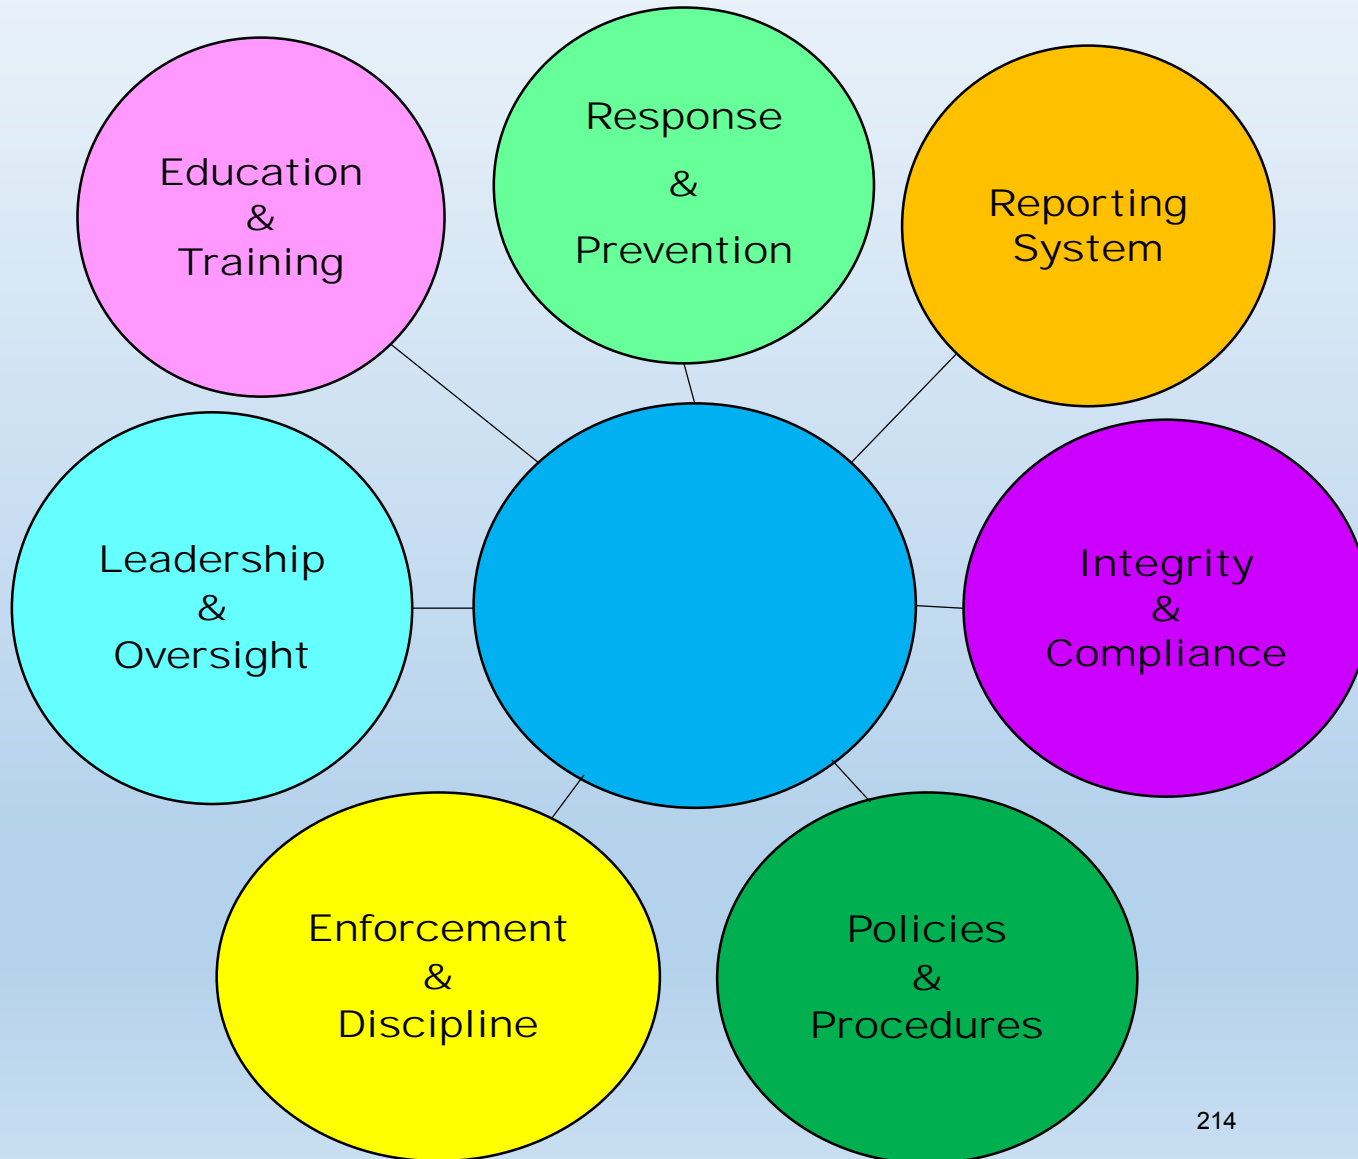 Education
&
Training
Response
&
Prevention
Reporting
System
Leadership
&
Oversight
Integrity
&
Compliance
Enforcement
&
Discipline
Policies
&
Procedures
214